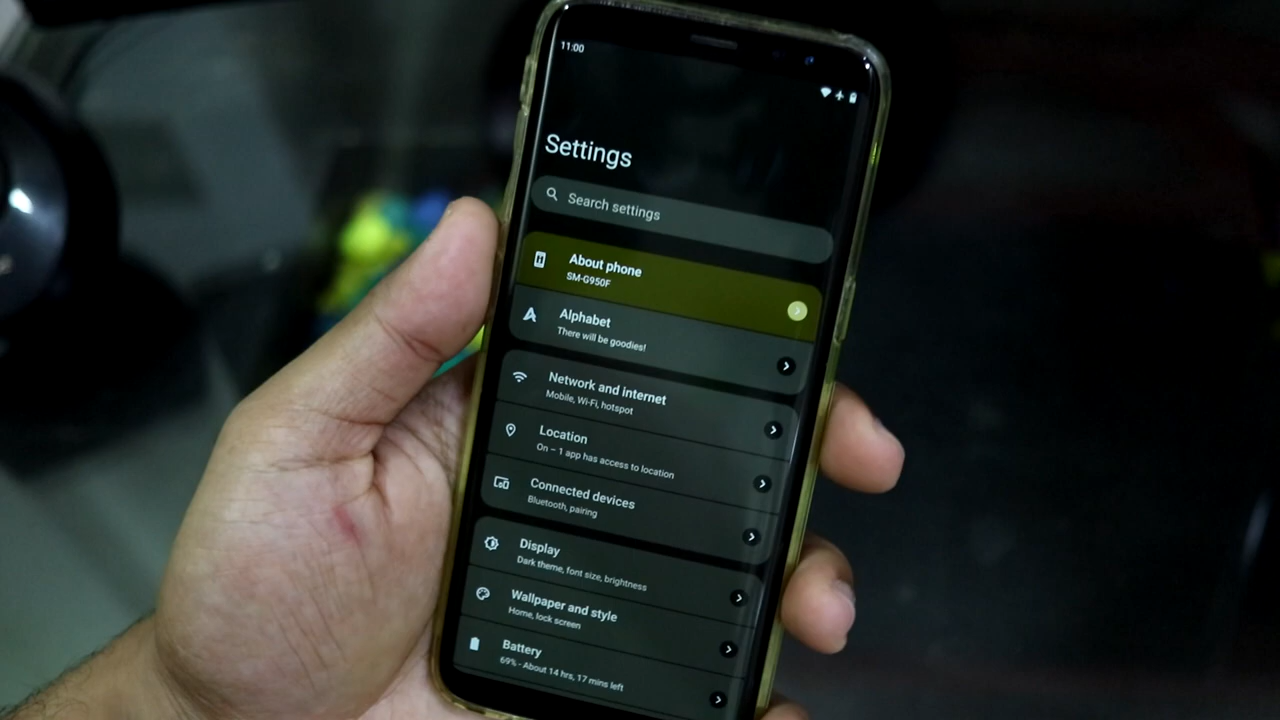 11:00
Settings
Search settings
About phone
SM-G950F
Alphabet
There will be goodies!
Network and internet
Mobile, Wi-Fi, hotspot
Location
On – 1 app has access to location
Connected devices
Bluetooth, pairing
Display
Dark theme, font size, brightness
Wallpaper and style
Home, lock screen
Battery
69% - About 14 hrs, 17 mins left